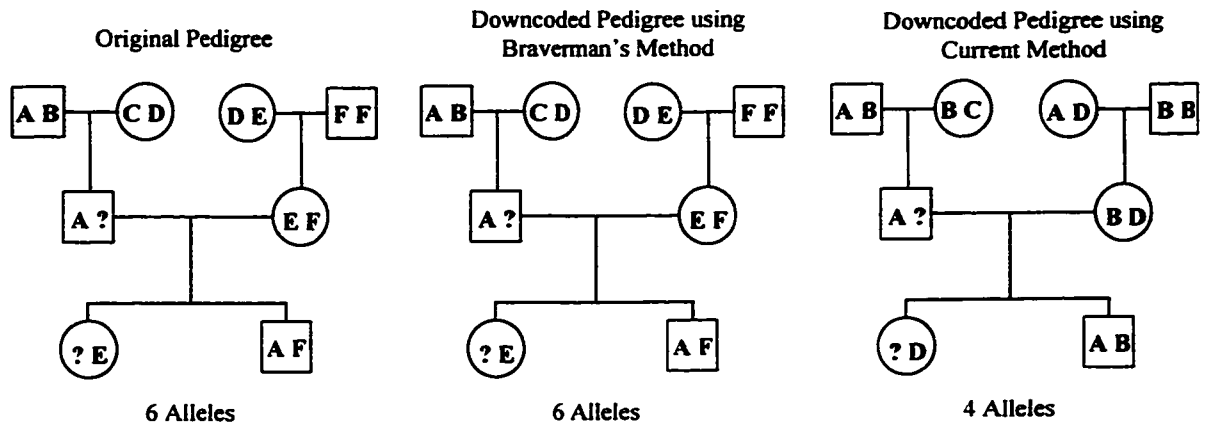 Original Pedigree
Downcoded Pedigree using
Braverman's Method
Downcoded Pedigree using
Current Method
A B
C D
D E
F F
A ?
E F
? E
A F
6 Alleles
A B
C D
D E
F F
A ?
E F
? E
A F
6 Alleles
A B
B C
A D
B B
A ?
B D
? D
A B
4 Alleles